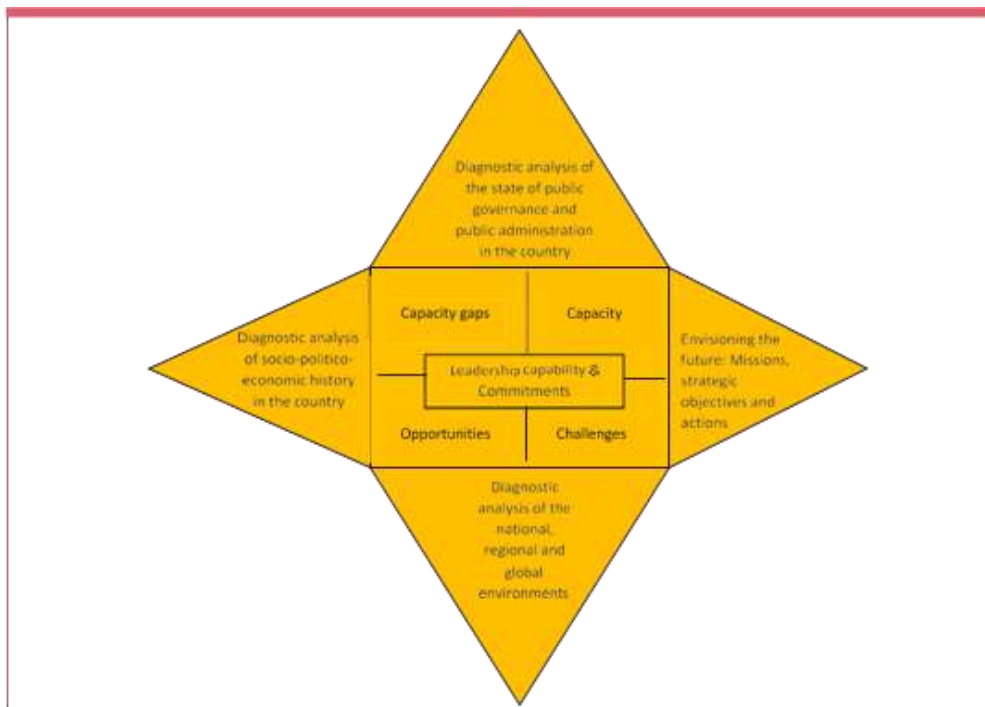 Diagnostic analysis of
the state of public
governance and
public administration
in the country
Capacity gaps
Capacity
Diagnostic analysis
of socio-politico-
economic history
in the country
Leadership capability &
Commitments
Envisioning the
future: Missions,
strategic
objectives and
actions
Opportunities
Challenges
Diagnostic
analysis of the
national,
regional and
global
environments